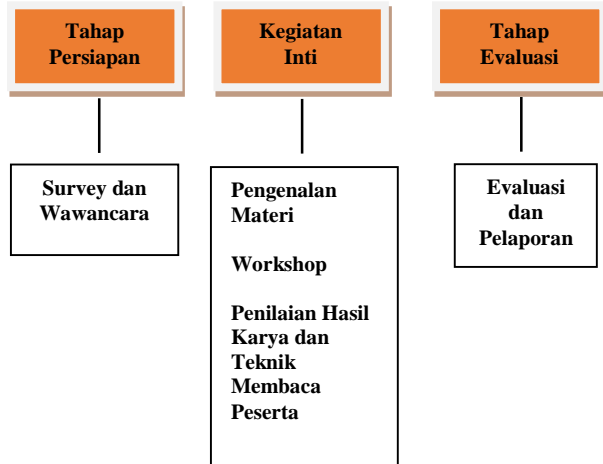 Tahap
Persiapan
Kegiatan
Inti
Tahap
Evaluasi
Survey dan
Wawancara
Pengenalan
Materi
Workshop
Penilaian Hasil
Karya dan
Teknik
Membaca
Peserta
Evaluasi
dan
Pelaporan